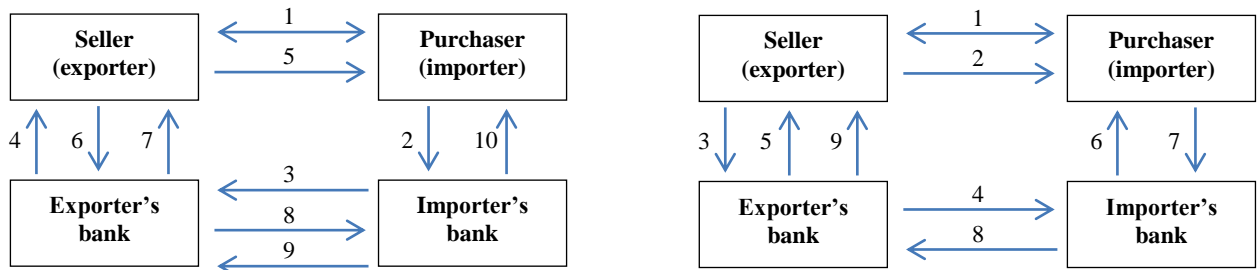 Seller
(exporter)
1
5
Purchaser
(importer)
4
6
7
2
10
Exporter's
bank
3
8
9
Importer's
bank
Seller
(exporter)
1
2
Purchaser
(importer)
3
5
9
6
7
Exporter's
bank
4
8
Importer's
bank